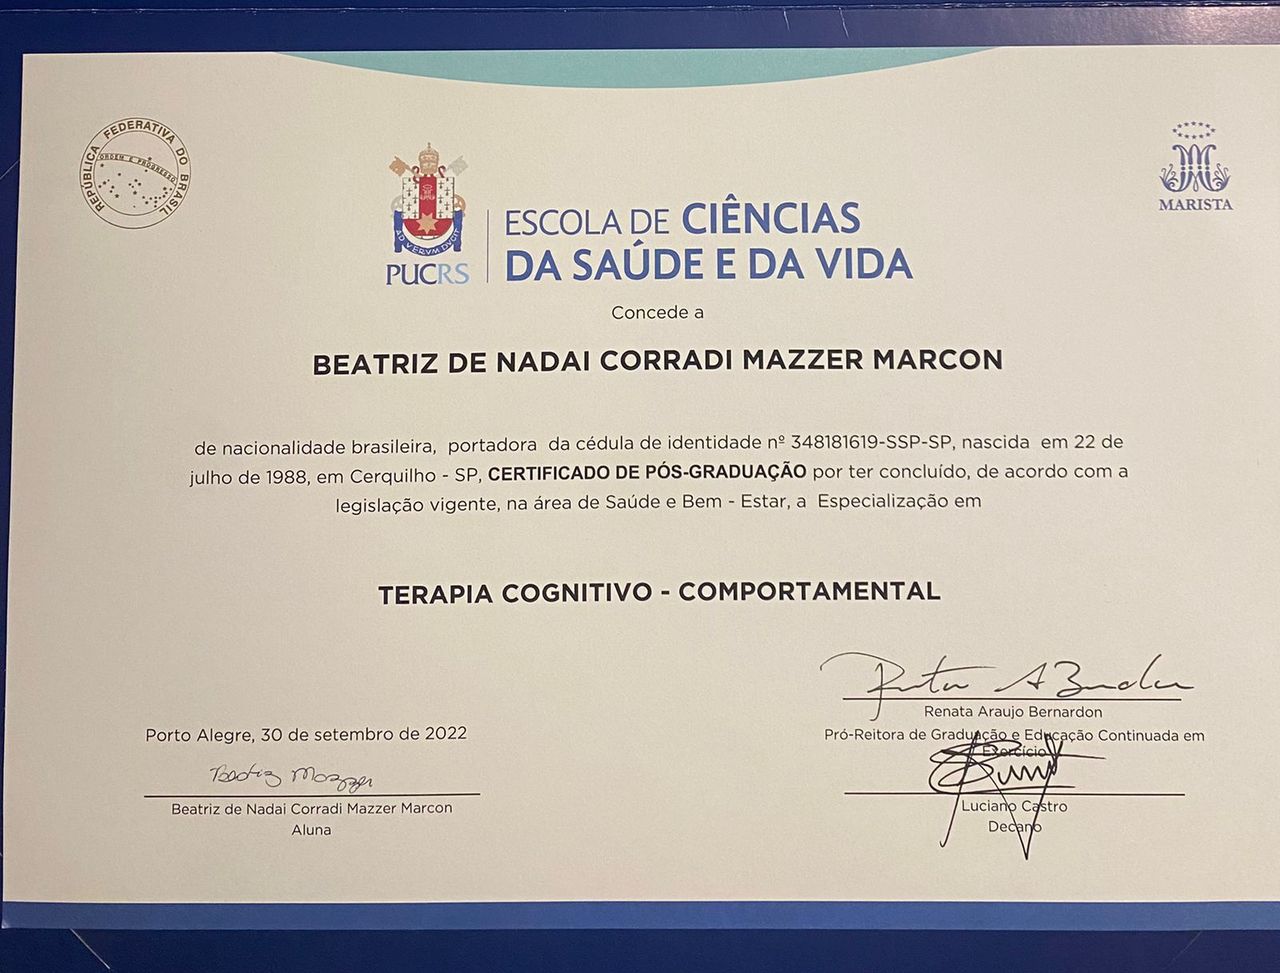 REPÚBLICA FEDERATIVA DO BRASIL
ORDEM E PROGRESSO
MARISTA
AD VERVM DVCIT
PUCRS
ESCOLA DE CIÊNCIAS
DA SAÚDE E DA VIDA
Concede a
BEATRIZ DE NADAI CORRADI MAZZER MARCON
de nacionalidade brasileira, portadora da cédula de identidade nº 348181619-SSP-SP, nascida em 22 de
julho de 1988, em Cerquilho - SP, CERTIFICADO DE PÓS-GRADUAÇÃO por ter concluído, de acordo com a
legislação vigente, na área de Saúde e Bem - Estar, a Especialização em
TERAPIA COGNITIVO - COMPORTAMENTAL
Porto Alegre, 30 de setembro de 2022
Beatriz Mazzer
Beatriz de Nadai Corradi Mazzer Marcon
Aluna
Renata Araujo Bernardon
Pró-Reitora de Graduação e Educação Continuada em
Exercício
Luciano Castro
Decano